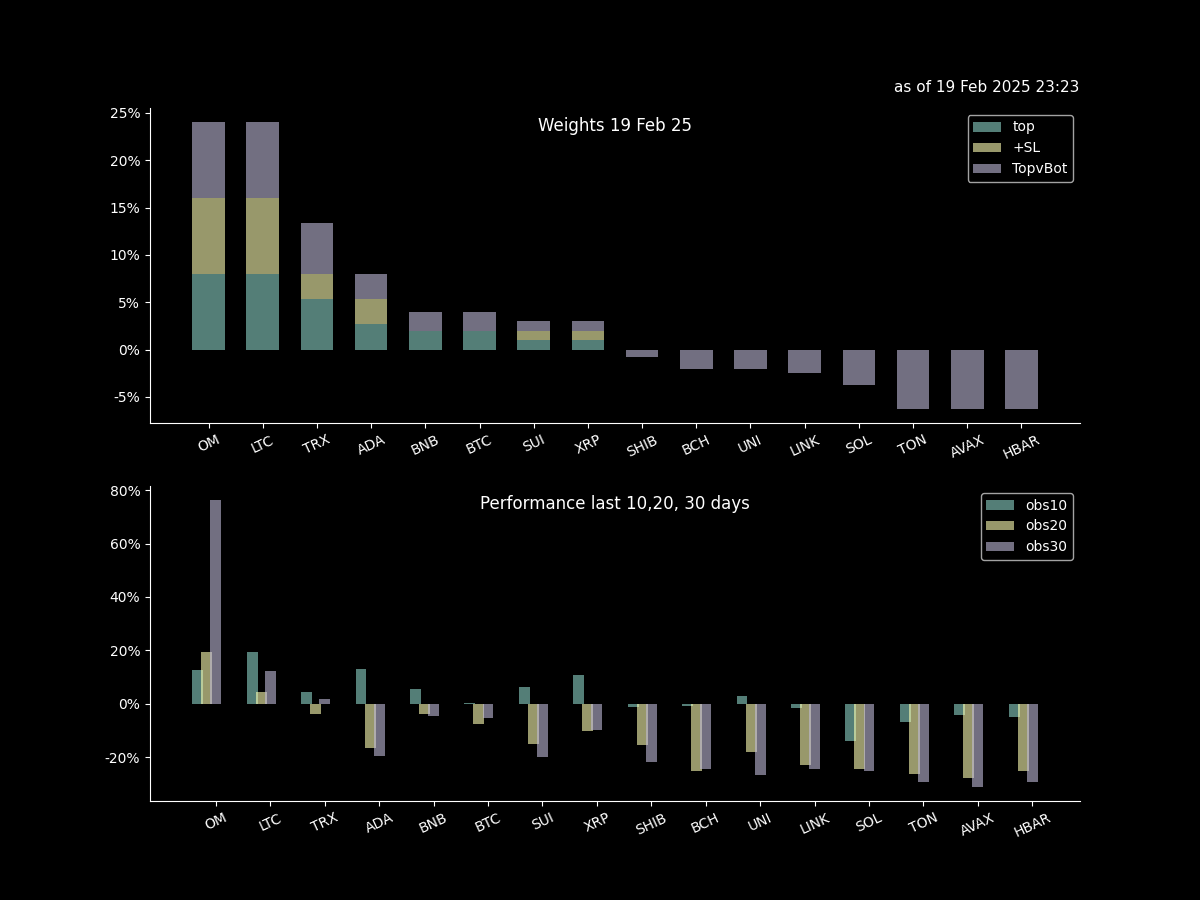 as of 19 Feb 2025 23:23
Weights 19 Feb 25
top
+SL
TopvBot
25%
20%
15%
10%
5%
0%
-5%
OM LTC TRX ADA BNB BTC SUI XRP SHIB BCH UNI LINK SOL TON AVAX HBAR
Performance last 10,20, 30 days
obs10
obs20
obs30
80%
60%
40%
20%
0%
-20%
OM LTC TRX ADA BNB BTC SUI XRP SHIB BCH UNI LINK SOL TON AVAX HBAR